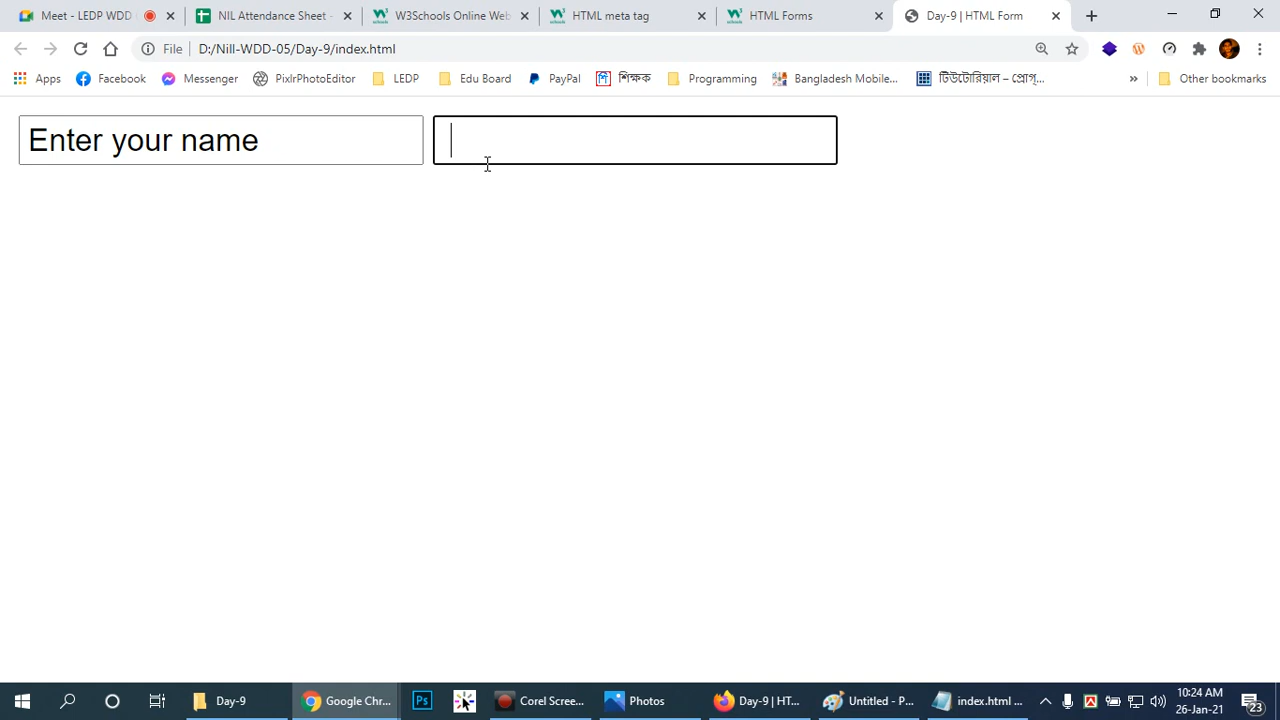 Meet - LEDP WDD
NIL Attendance Sheet -
W3Schools Online Web
HTML meta tag
HTML Forms
Day-9 | HTML Form
File
D:/Nill-WDD-05/Day-9/index.html
Apps
Facebook
Messenger
PixlrPhotoEditor
LEDP
Edu Board
PayPal
শিক্ষক
Programming
Bangladesh Mobile...
টিউটোরিয়াল – প্রোগ্...
»
Other bookmarks
Enter your name
Day-9
Google Chr...
Ps
Corel Scree...
Photos
Day-9 | HT...
Untitled - P...
index.html ...
10:24 AM
26-Jan-21
23